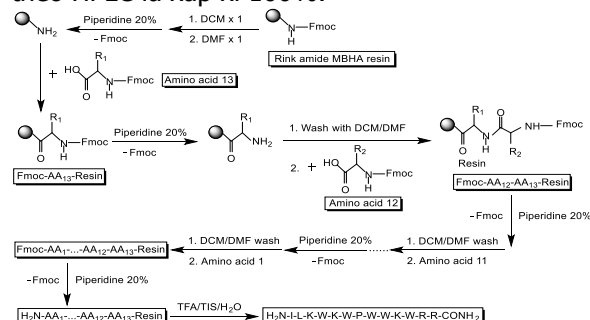 NH₂
Piperidine 20%
–Fmoc
1. DCM x 1
2. DMF x 1
N
H
Fmoc
Rink amide MBHA resin
+
R₁
HO
O
N
H
Fmoc
Amino acid 13
R₁
O
N
H
Fmoc
Fmoc-AA₁₃-Resin
Piperidine 20%
–Fmoc
R₁
NH₂
O
1. Wash with DCM/DMF
2. +
R₂
HO
O
N
H
Fmoc
Amino acid 12
R₁
O
O
N
H
R₂
NH
Fmoc
Resin
Fmoc-AA₁₂-AA₁₃-Resin
–Fmoc
Piperidine 20%
1. DCM/DMF wash
2. Amino acid 11
......
Piperidine 20%
–Fmoc
1. DCM/DMF wash
2. Amino acid 1
Fmoc-AA₁-...-AA₁₂-AA₁₃-Resin
–Fmoc
Piperidine 20%
H₂N-AA₁-...-AA₁₂-AA₁₃-Resin
TFA/TIS/H₂O
H₂N-I-L-K-W-K-W-P-W-W-K-W-R-R-CONH₂